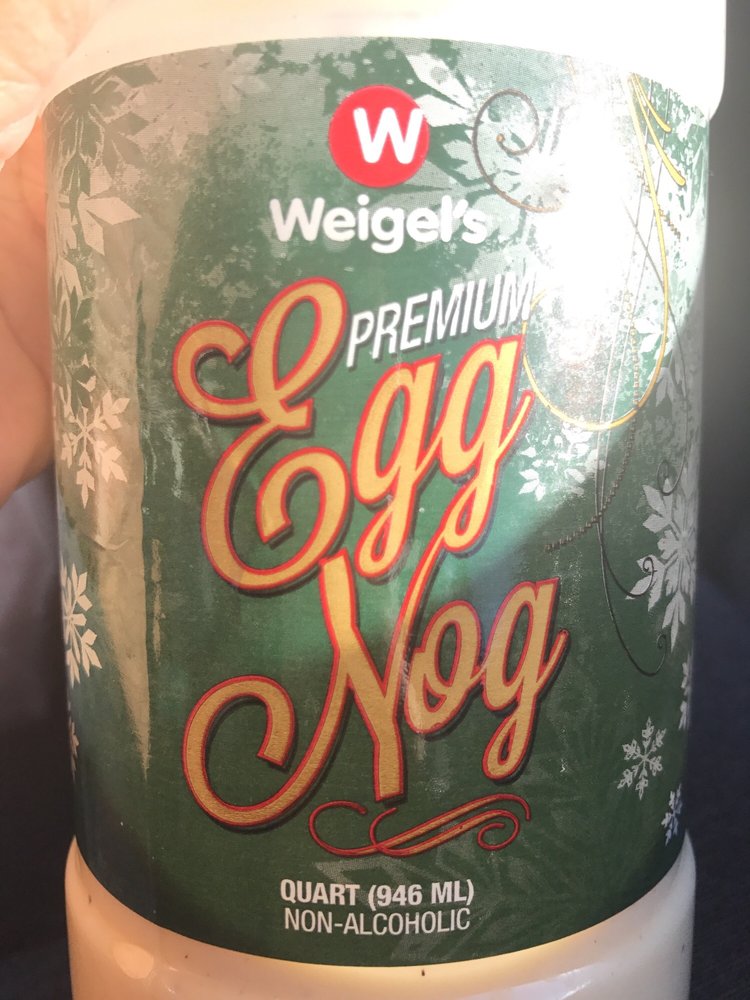 W
Weigel's
PREMIUM
Egg
Nog
QUART (946 ML)
NON-ALCOHOLIC